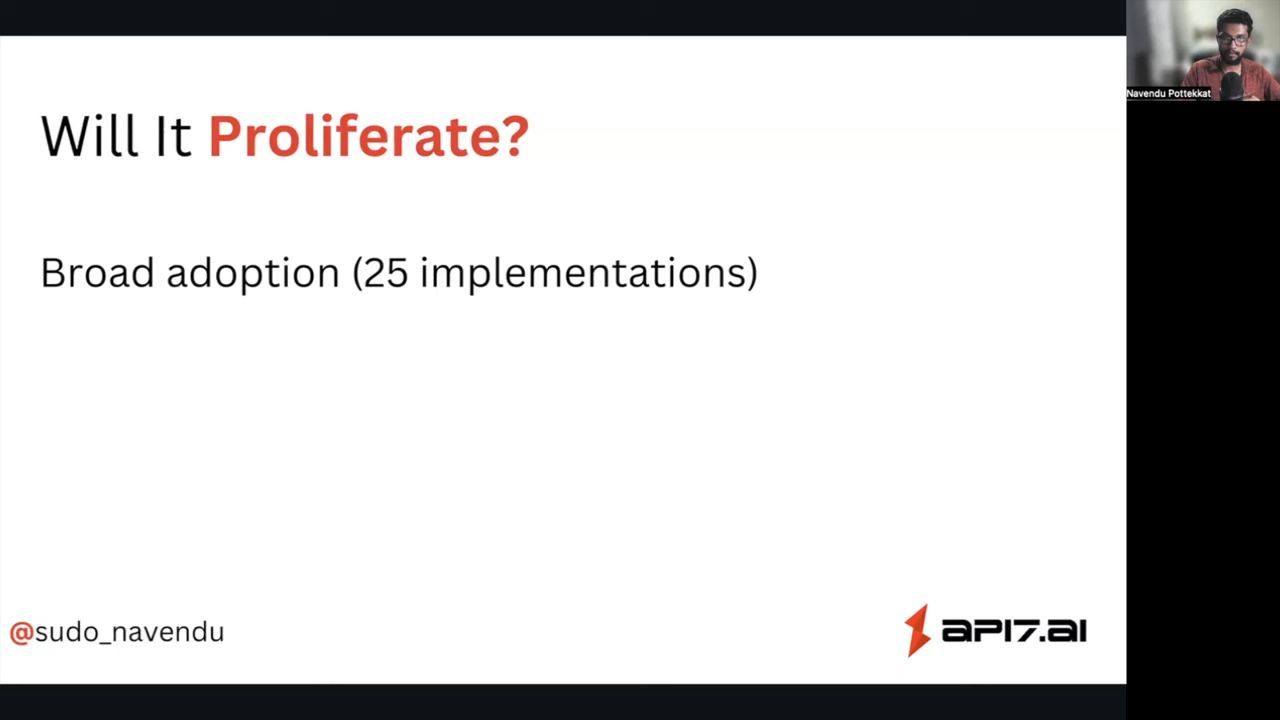 Will It Proliferate?
Navendu Pottekkat
Broad adoption (25 implementations)
@sudo_navendu
API7.AI